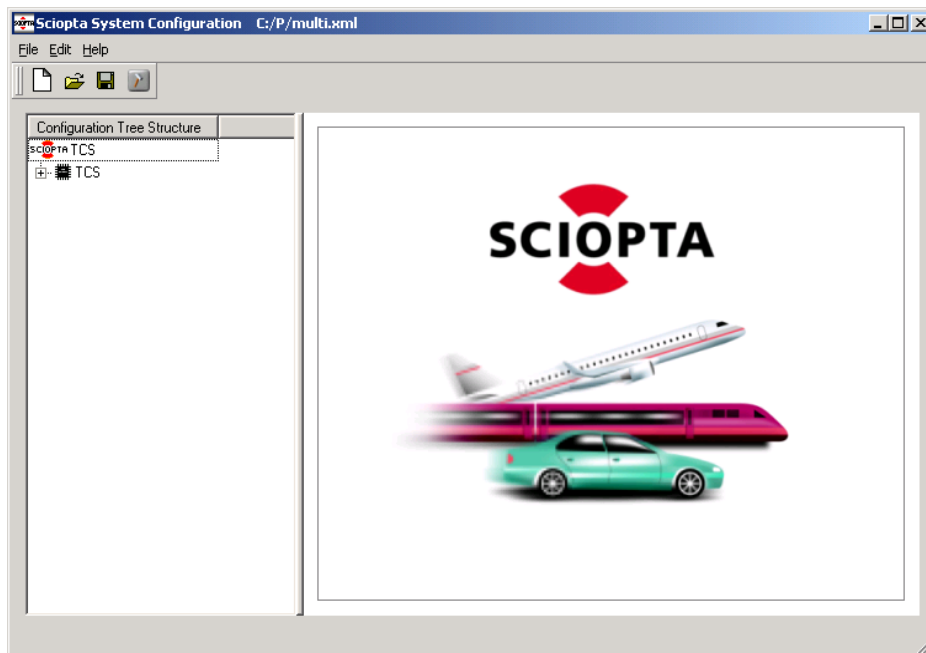 Sciopta System Configuration C:/P/multi.xml
File Edit Help
Configuration Tree Structure
SCIOPTA TCS
TCS
SCIOPTA